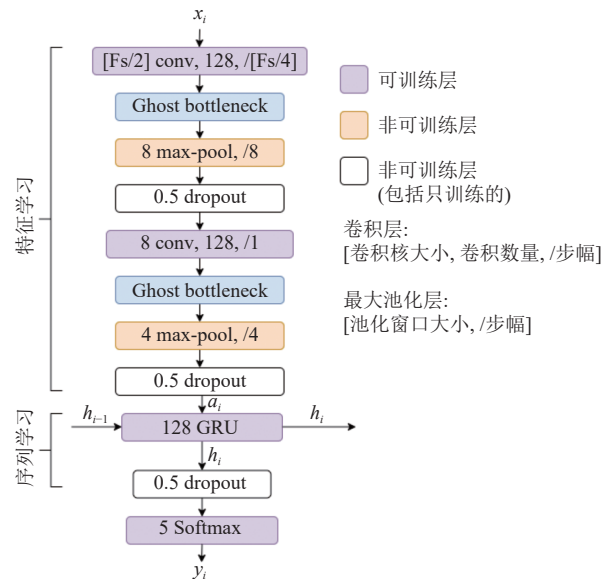 x_i
[Fs/2] conv, 128, /[Fs/4]
Ghost bottleneck
8 max-pool, /8
0.5 dropout
8 conv, 128, /1
Ghost bottleneck
4 max-pool, /4
0.5 dropout
a_i
h_{i−1}
128 GRU
h_i
h_i
0.5 dropout
5 Softmax
y_i
特征学习
序列学习
可训练层
非可训练层
非可训练层
(包括只训练的)
卷积层:
[卷积核大小, 卷积数量, /步幅]
最大池化层:
[池化窗口大小, /步幅]